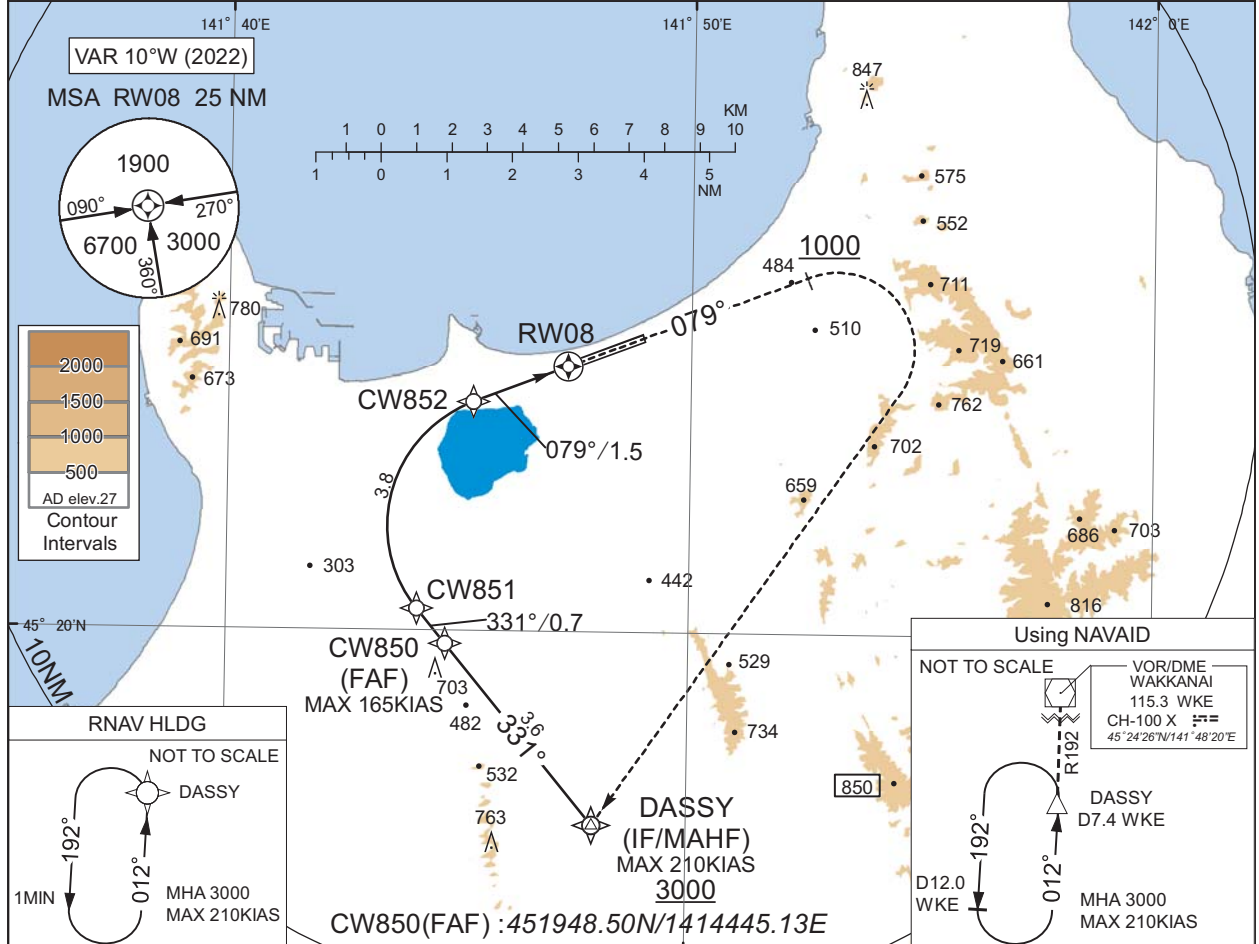 141° 40'E
141° 50'E
142° 0'E
VAR 10°W (2022)
MSA RW08 25 NM
1900
090°
270°
6700
3000
360°
KM
1 0 1 2 3 4 5 6 7 8 9 10
1 0 1 2 3 4 5
NM
847
575
552
1000
484
711
079°
510
RW08
719
661
780
691
673
2000
1500
1000
500
AD elev.27
Contour
Intervals
CW852
762
079°/1.5
702
3.8
659
686
703
303
442
CW851
816
331°/0.7
45° 20'N
CW850
(FAF)
MAX 165KIAS
703
482
529
10NM
3.6
331°
734
532
850
763
DASSY
(IF/MAHF)
MAX 210KIAS
3000
CW850(FAF) :451948.50N/1414445.13E
RNAV HLDG
NOT TO SCALE
DASSY
192°
012°
1MIN
MHA 3000
MAX 210KIAS
Using NAVAID
NOT TO SCALE
VOR/DME
WAKKANAI
115.3 WKE
CH-100 X
45°24'26"N/141°48'20"E
R192
DASSY
D7.4 WKE
192°
012°
D12.0
WKE
MHA 3000
MAX 210KIAS